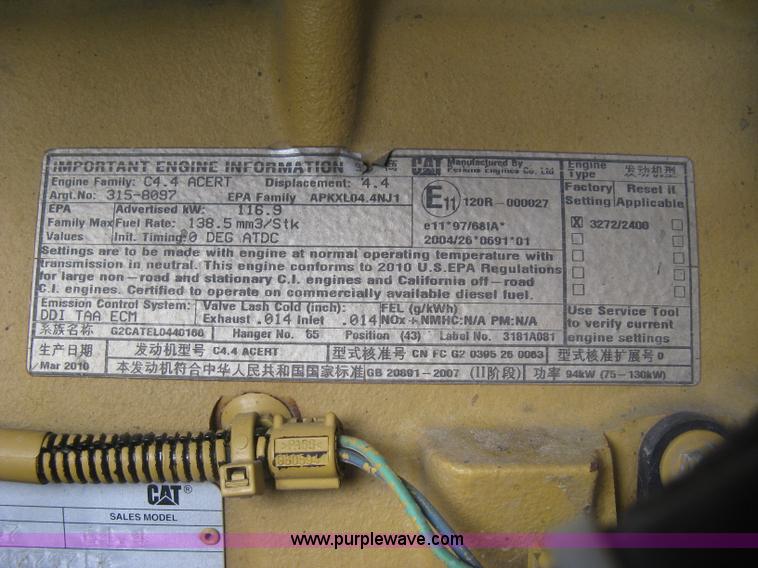 IMPORTANT ENGINE INFORMATION
CAT Manufactured By
Perkins Engines Co. Ltd
Engine Type 发动机型
Engine Family: C4.4 ACERT Displacement: 4.4
Argt.No: 315-8097 EPA Family APKXL04.4NJ1
EPA Family Max Values
Advertised kW: 116.9
Fuel Rate: 138.5 mm3/Stk
Init. Timing: 0 DEG ATDC
E11 120R-000027
e11*97/68IA*
2004/26*0691*01
Factory Setting
Reset if Applicable
X 3272/2400
Settings are to be made with engine at normal operating temperature with
transmission in neutral. This engine conforms to 2010 U.S.EPA Regulations
for large non-road and stationary C.I. engines and California off-road
C.I. engines. Certified to operate on commercially available diesel fuel.
Emission Control System:
DDI TAA ECM
Valve Lash Cold (inch):
Exhaust .014 Inlet .014
FEL (g/kWh)
NOx+NMHC:N/A PM:N/A
Use Service Tool
to verify current
engine settings
系族名称 G2CATEL0440166 Hanger No. 65 Position (43) Label No. 3181A081
生产日期
Mar 2010
发动机型号 C4.4 ACERT 型式核准号 CN FC G2 0395 26 0063 型式核准扩展号 0
本发动机符合中华人民共和国国家标准 GB 20891-2007 (II阶段) 功率 94kW (75-130kW)
>PA66<
CAT
SALES MODEL
www.purplewave.com